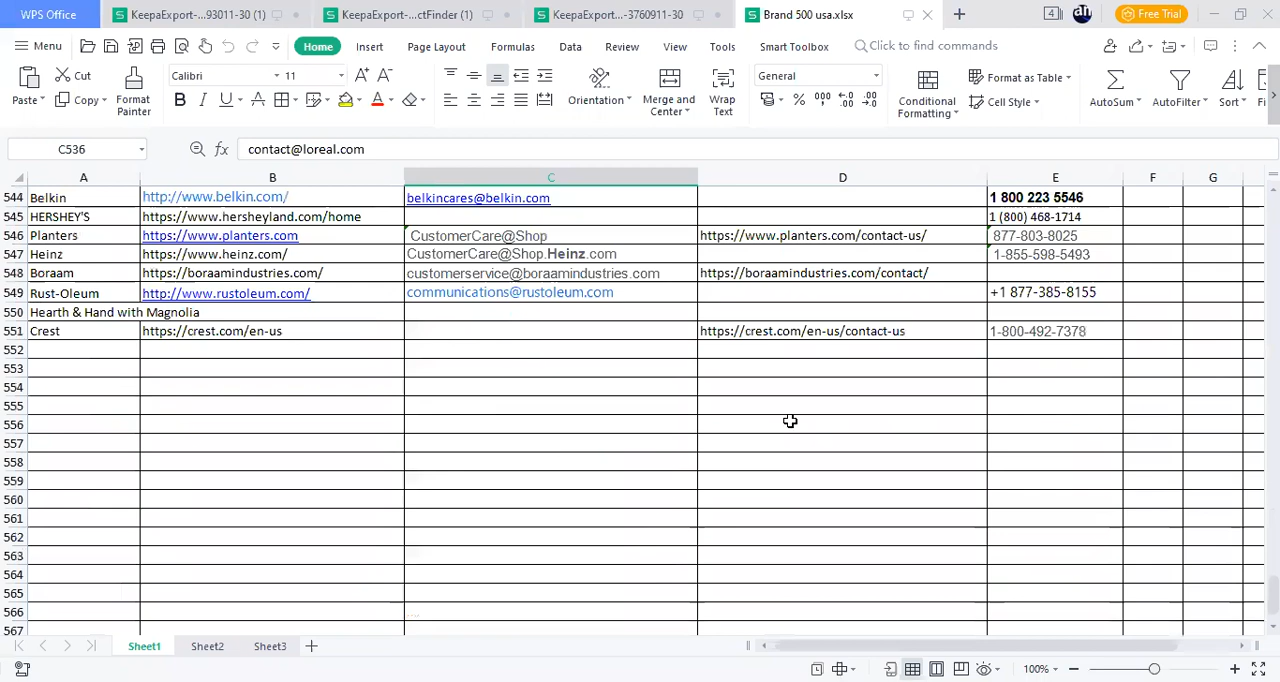 WPS Office KeepaExport-...93011-30 (1) KeepaExport-...ctFinder (1) KeepaExport...-3760911-30 Brand 500 usa.xlsx 4 Free Trial
Menu Home Insert Page Layout Formulas Data Review View Tools Smart Toolbox Click to find commands
Paste Cut Copy Format Painter Calibri 11 Orientation Merge and Center Wrap Text General Conditional Formatting Format as Table Cell Style AutoSum AutoFilter Sort Fi
C536 fx contact@loreal.com
A B C D E F G
544 Belkin http://www.belkin.com/ belkincares@belkin.com 1 800 223 5546
545 HERSHEY'S https://www.hersheyland.com/home 1 (800) 468-1714
546 Planters https://www.planters.com CustomerCare@Shop https://www.planters.com/contact-us/ 877-803-8025
547 Heinz https://www.heinz.com/ CustomerCare@Shop.Heinz.com 1-855-598-5493
548 Boraam https://boraamindustries.com/ customerservice@boraamindustries.com https://boraamindustries.com/contact/
549 Rust-Oleum http://www.rustoleum.com/ communications@rustoleum.com +1 877-385-8155
550 Hearth & Hand with Magnolia
551 Crest https://crest.com/en-us https://crest.com/en-us/contact-us 1-800-492-7378
552
553
554
555
556
557
558
559
560
561
562
563
564
565
566
567
Sheet1 Sheet2 Sheet3
100%